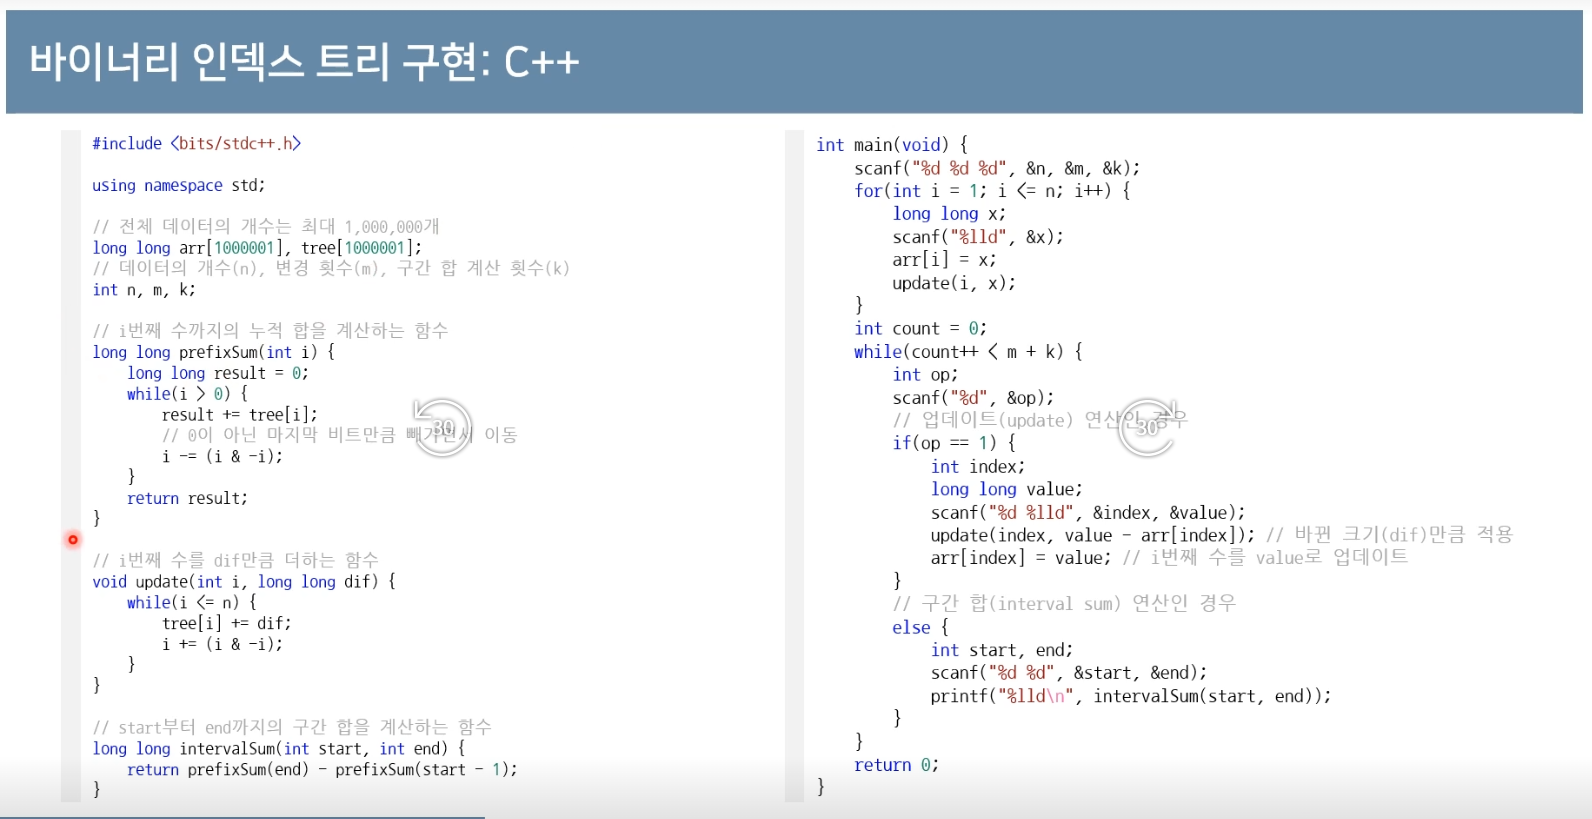 바이너리 인덱스 트리 구현: C++
#include <bits/stdc++.h>
using namespace std;
// 전체 데이터의 개수는 최대 1,000,000개
long long arr[1000001], tree[1000001];
// 데이터의 개수(n), 변경 횟수(m), 구간 합 계산 횟수(k)
int n, m, k;
// i번째 수까지의 누적 합을 계산하는 함수
long long prefixSum(int i) {
    long long result = 0;
    while(i > 0) {
        result += tree[i];
        // 0이 아닌 마지막 비트만큼 빼가면서 이동
        i -= (i & -i);
    }
    return result;
}
// i번째 수를 dif만큼 더하는 함수
void update(int i, long long dif) {
    while(i <= n) {
        tree[i] += dif;
        i += (i & -i);
    }
}
// start부터 end까지의 구간 합을 계산하는 함수
long long intervalSum(int start, int end) {
    return prefixSum(end) - prefixSum(start - 1);
}
30
int main(void) {
    scanf("%d %d %d", &n, &m, &k);
    for(int i = 1; i <= n; i++) {
        long long x;
        scanf("%lld", &x);
        arr[i] = x;
        update(i, x);
    }
    int count = 0;
    while(count++ < m + k) {
        int op;
        scanf("%d", &op);
        // 업데이트(update) 연산인 경우
        if(op == 1) {
            int index;
            long long value;
            scanf("%d %lld", &index, &value);
            update(index, value - arr[index]); // 바뀐 크기(dif)만큼 적용
            arr[index] = value; // i번째 수를 value로 업데이트
        }
        // 구간 합(interval sum) 연산인 경우
        else {
            int start, end;
            scanf("%d %d", &start, &end);
            printf("%lld\n", intervalSum(start, end));
        }
    }
    return 0;
}
30